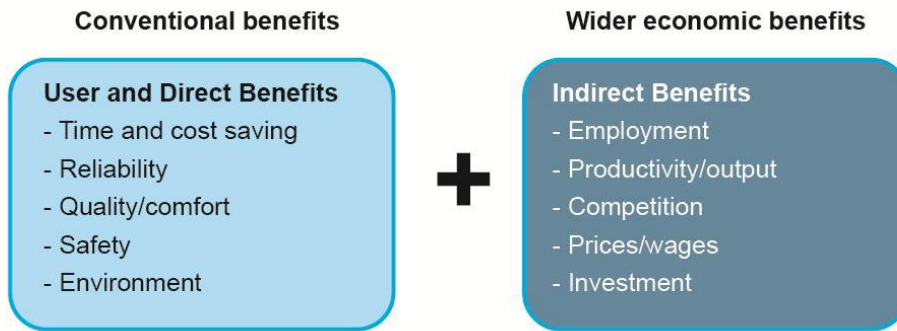 Conventional benefits
User and Direct Benefits
- Time and cost saving
- Reliability
- Quality/comfort
- Safety
- Environment
+
Wider economic benefits
Indirect Benefits
- Employment
- Productivity/output
- Competition
- Prices/wages
- Investment